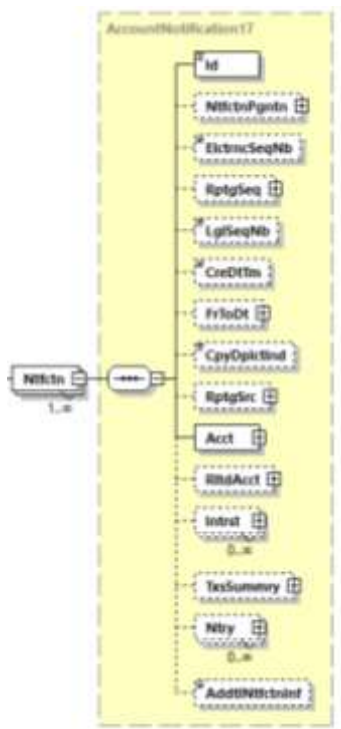 AccountNotification17
Id
NtfctnPgntn
ElctrncSeqNb
RptgSeq
LglSeqNb
CreDtTm
FrToDt
CpyDplctInd
Ntfctn
1..∞
RptgSrc
Acct
RltdAcct
Intrst
0..∞
TxsSummry
Ntry
0..∞
AddtlNtfctnInf